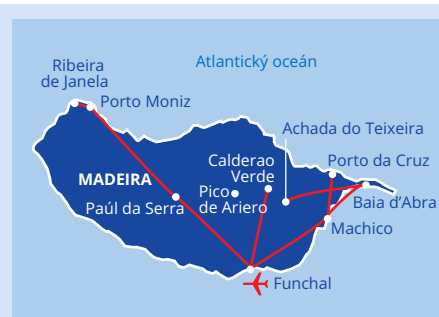 Atlantický oceán
Ribeira
de Janela
Porto Moniz
Achada do Teixeira
Calderao
Verde
Porto da Cruz
MADEIRA
Pico
de Ariero
Paúl da Serra
Baia d’Abra
Machico
Funchal